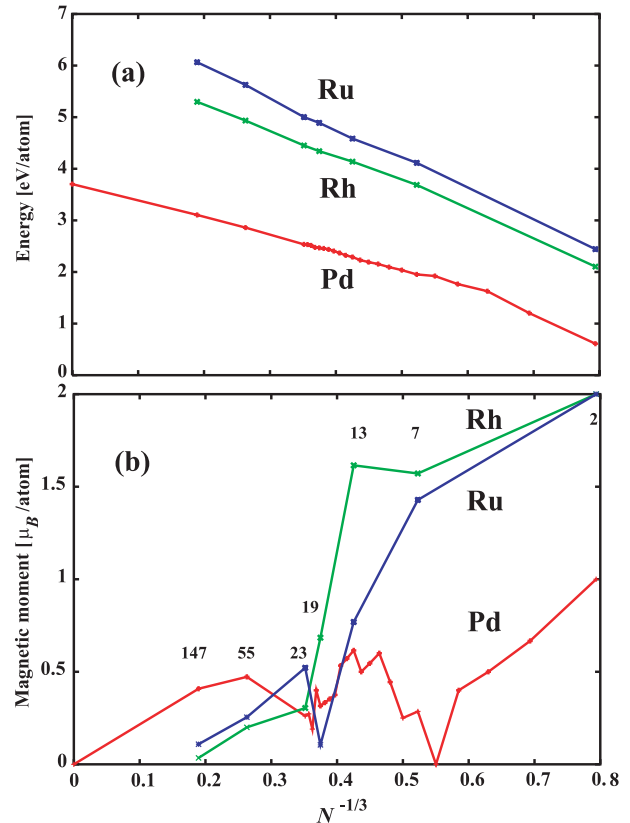 7
(a)
6
Ru
5
4
Rh
3
Pd
2
1
0
Energy [eV/atom]
2
Rh
13
7
2
(b)
1.5
Ru
Magnetic moment [μB/atom]
1
19
Pd
147
55
23
0.5
0
0 0.1 0.2 0.3 0.4 0.5 0.6 0.7 0.8
N -1/3